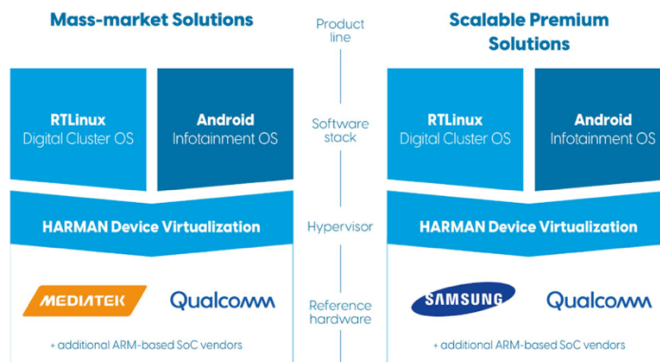 Mass-market Solutions
Product
line
Scalable Premium
Solutions
RTLinux
Digital Cluster OS
Android
Infotainment OS
Software
stack
RTLinux
Digital Cluster OS
Android
Infotainment OS
HARMAN Device Virtualization
Hypervisor
HARMAN Device Virtualization
MEDIATEK
Qualcomm
Reference
hardware
SAMSUNG
Qualcomm
+ additional ARM-based SoC vendors
+ additional ARM-based SoC vendors